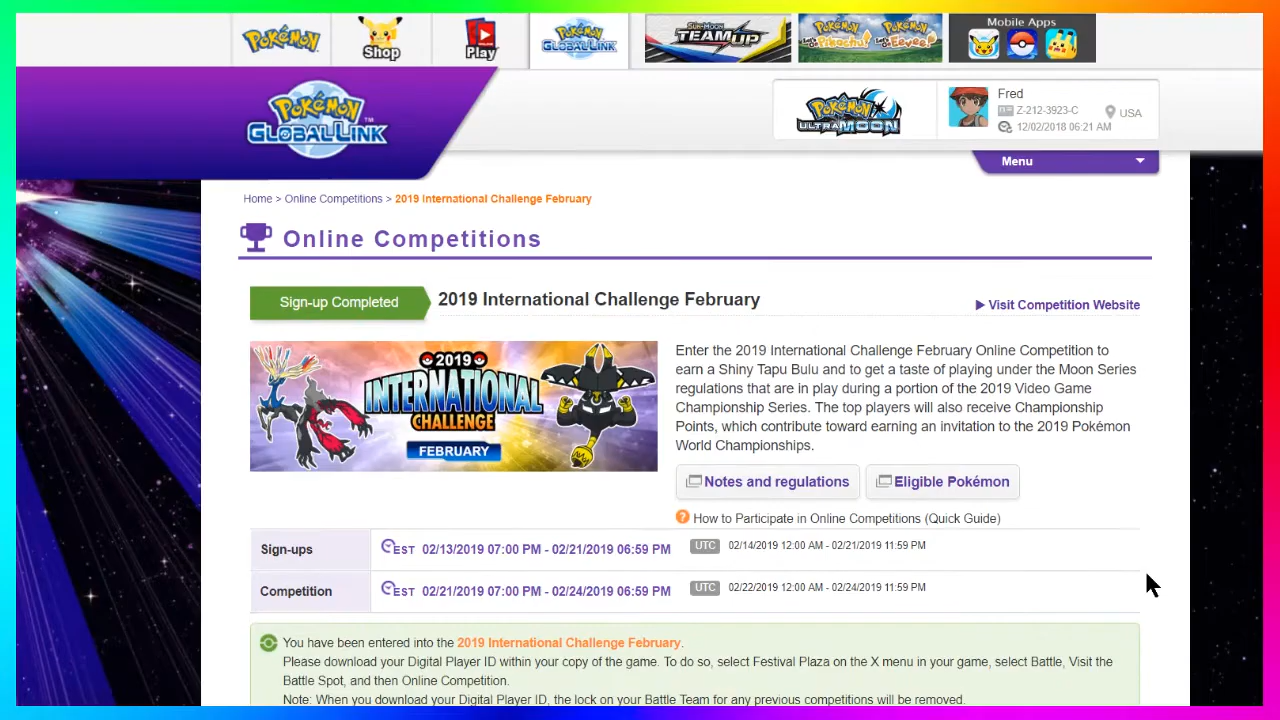 Pokémon
Shop
Play
Pokémon
GLOBAL LINK
SUN & MOON
TEAM UP
Pokémon
Let's Go, Pikachu!
Pokémon
Let's Go, Eevee!
Mobile Apps
Pokémon
GLOBAL LINK™
Pokémon
ULTRA MOON
Fred
Z-212-3923-C
USA
12/02/2018 06:21 AM
Menu
Home > Online Competitions > 2019 International Challenge February
Online Competitions
Sign-up Completed
2019 International Challenge February
Visit Competition Website
2019
INTERNATIONAL
CHALLENGE
FEBRUARY
Enter the 2019 International Challenge February Online Competition to
earn a Shiny Tapu Bulu and to get a taste of playing under the Moon Series
regulations that are in play during a portion of the 2019 Video Game
Championship Series. The top players will also receive Championship
Points, which contribute toward earning an invitation to the 2019 Pokémon
World Championships.
Notes and regulations
Eligible Pokémon
? How to Participate in Online Competitions (Quick Guide)
Sign-ups EST 02/13/2019 07:00 PM - 02/21/2019 06:59 PM UTC 02/14/2019 12:00 AM - 02/21/2019 11:59 PM
Competition EST 02/21/2019 07:00 PM - 02/24/2019 06:59 PM UTC 02/22/2019 12:00 AM - 02/24/2019 11:59 PM
You have been entered into the 2019 International Challenge February.
Please download your Digital Player ID within your copy of the game. To do so, select Festival Plaza on the X menu in your game, select Battle, Visit the
Battle Spot, and then Online Competition.
Note: When you download your Digital Player ID, the lock on your Battle Team for any previous competitions will be removed.